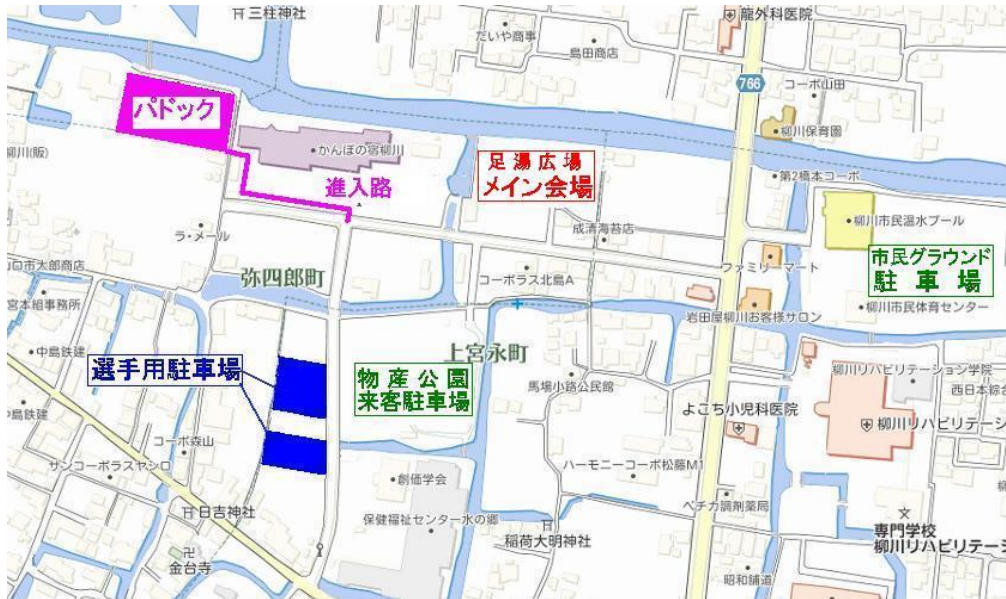 三柱神社
龍外科医院
だいや商事
島田商店
766
コーポ山田
パドック
柳川保育園
かんぽの宿柳川
柳川(販)
足湯広場
メイン会場
第2橋本コーポ
進入路
柳川市民温水プール
成清海苔店
ラ・メール
市民グラウンド
駐車場
ファミリーマート
山口市太郎商店
弥四郎町
コーポラス北島A
宮本組事務所
岩田屋柳川お客様サロン
柳川市民体育センター
中島鉄建
上宮永町
選手用駐車場
物産公園
来客駐車場
馬場小路公民館
柳川リハビリテーション学院
西日本綜合
よこち小児科医院
中島鉄建
コーポ森山
柳川リハビリテーシ
サンコーポラスヤシロ
創価学会
ハーモニーコーポ松藤M1
ペチカ調剤薬局
日吉神社
保健福祉センター水の郷
稲荷大明神社
専門学校
柳川リハビリテーシ
金台寺
昭和舗道